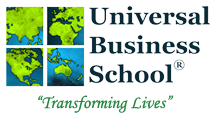 Universal
Business
School®
"Transforming Lives"